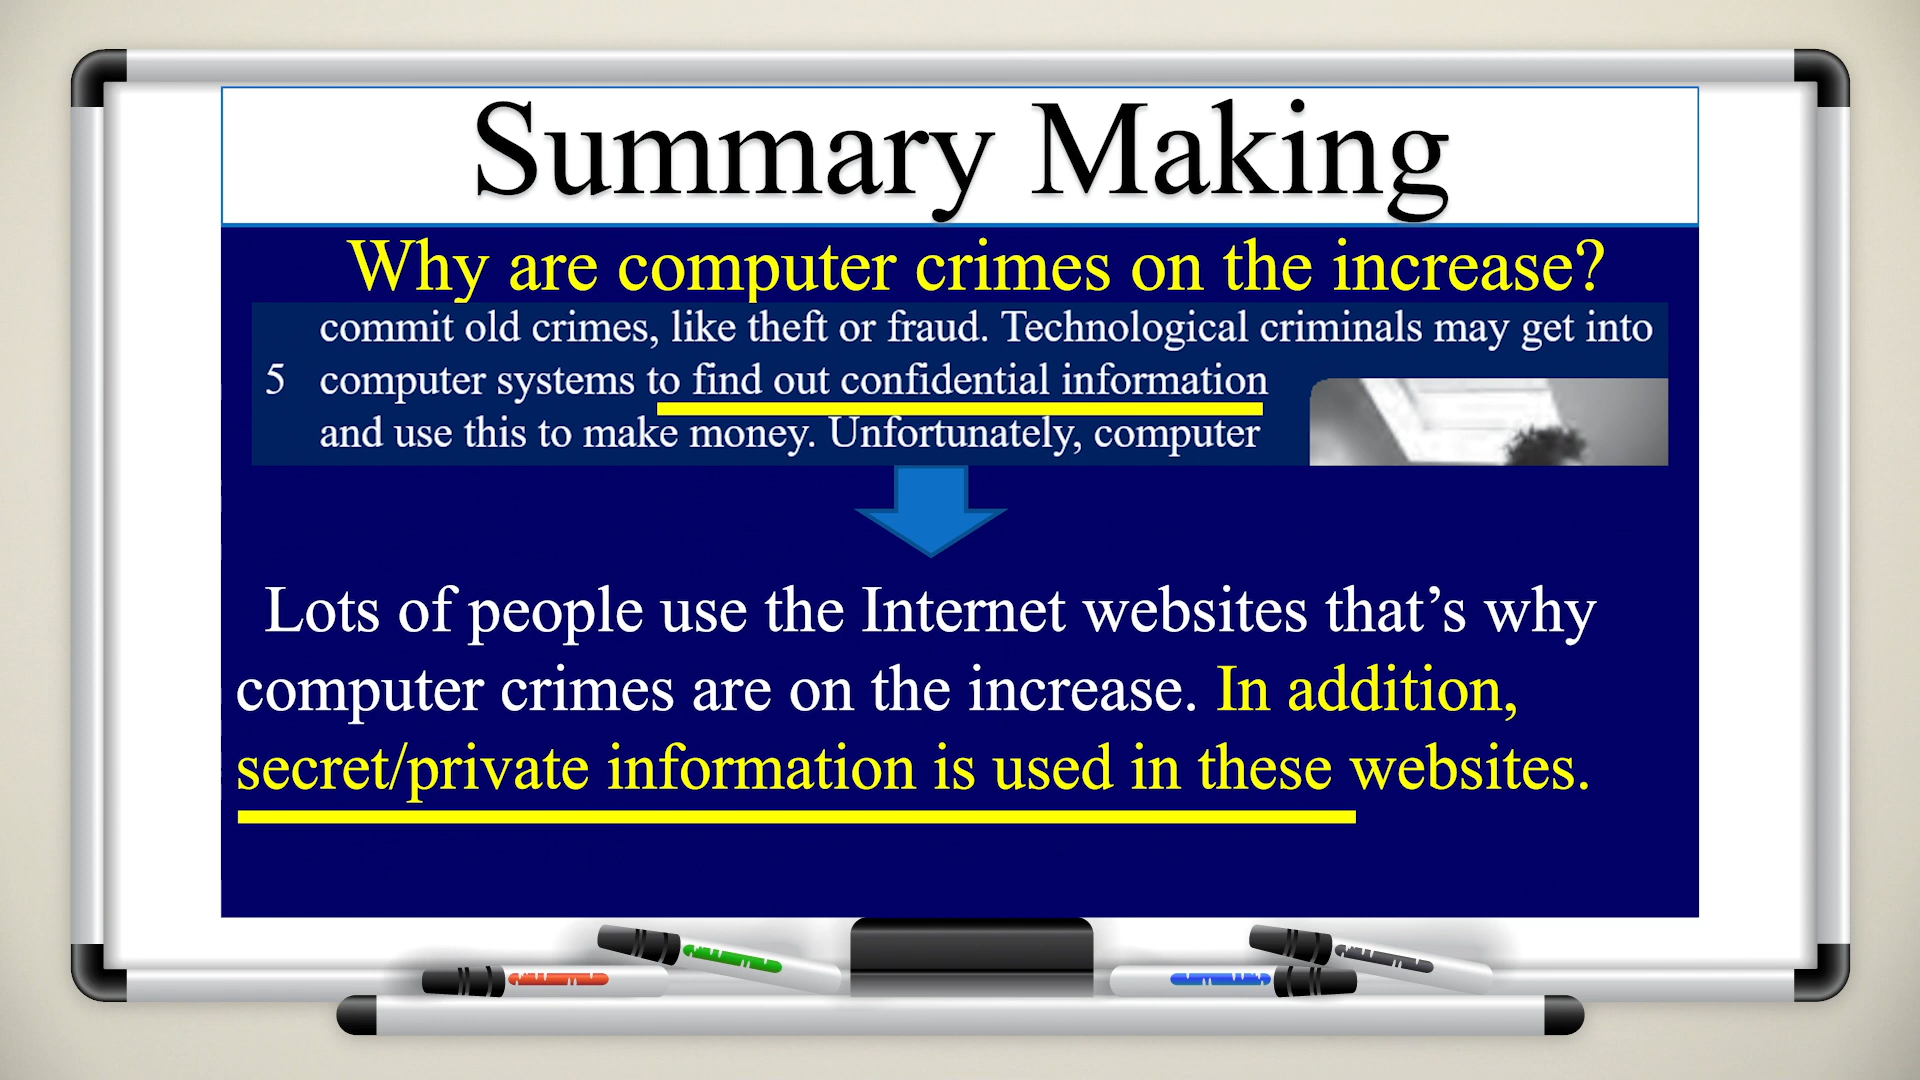 Summary Making
Why are computer crimes on the increase?
commit old crimes, like theft or fraud. Technological criminals may get into
5 computer systems to find out confidential information
and use this to make money. Unfortunately, computer
Lots of people use the Internet websites that’s why
computer crimes are on the increase. In addition,
secret/private information is used in these websites.